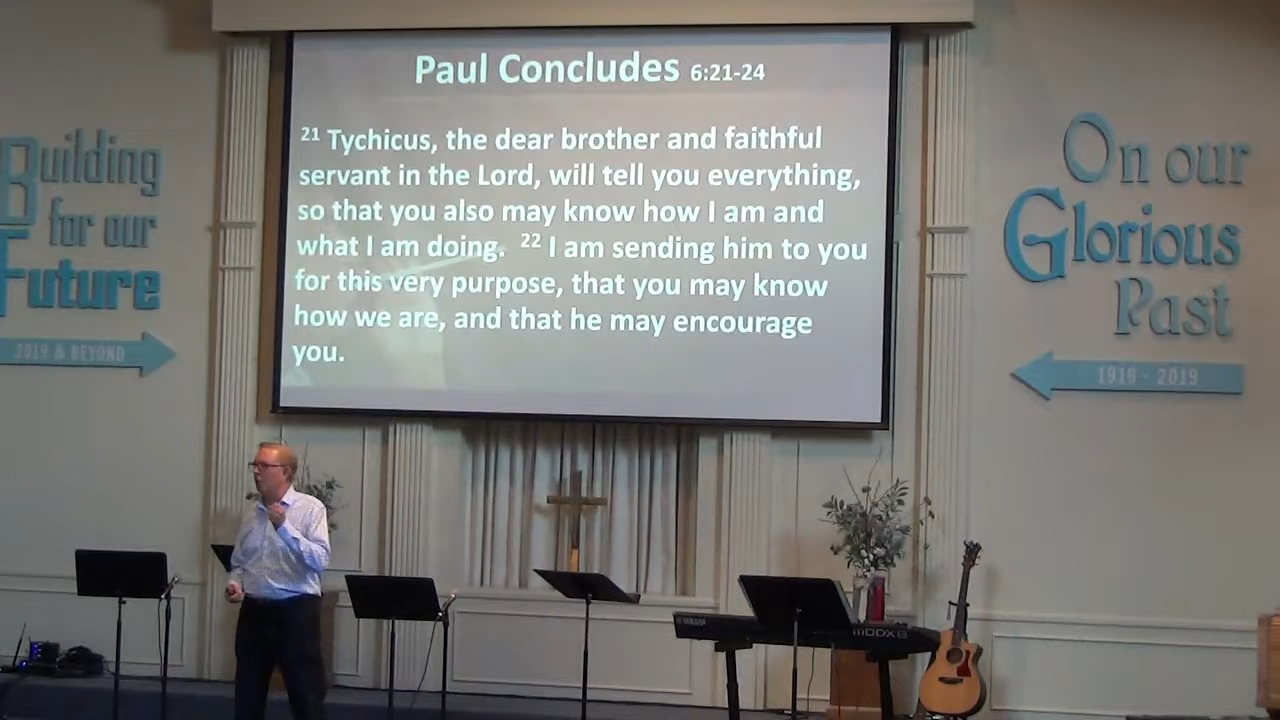 Paul Concludes 6:21-24
21 Tychicus, the dear brother and faithful
servant in the Lord, will tell you everything,
so that you also may know how I am and
what I am doing. 22 I am sending him to you
for this very purpose, that you may know
how we are, and that he may encourage
you.
Building
for our
Future
2019 & BEYOND
On our
Glorious
Past
1919 - 2019
YAMAHA
MODX6